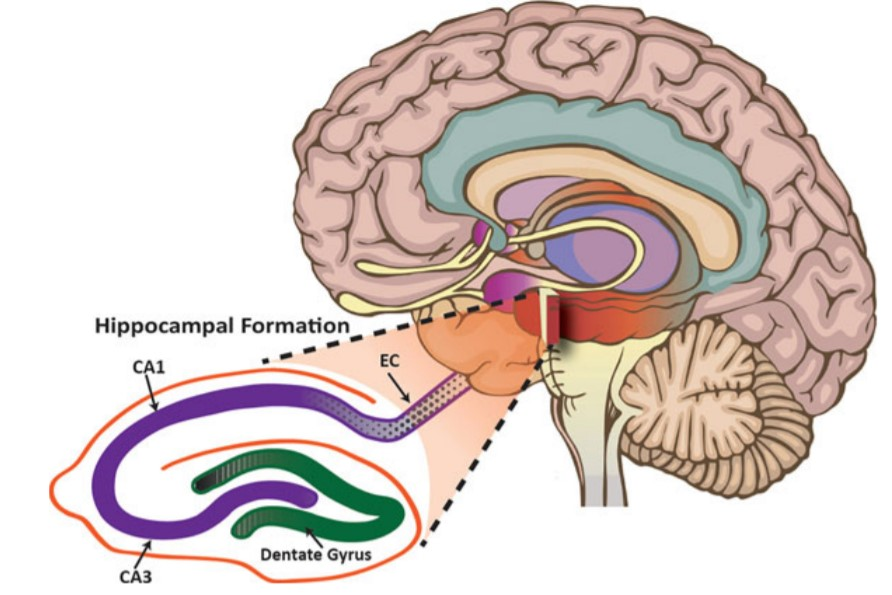 Hippocampal Formation
CA1
EC
Dentate Gyrus
CA3